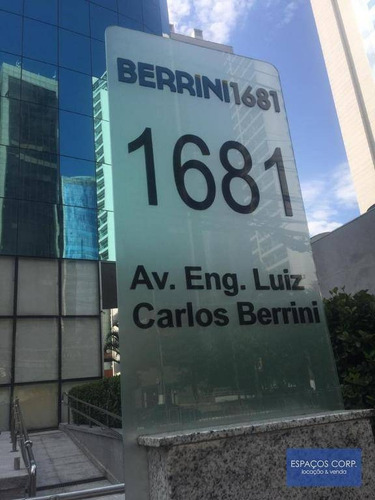 BERRINI1681
1681
Av. Eng. Luiz
Carlos Berrini
ESPAÇOS CORP.
locação & venda